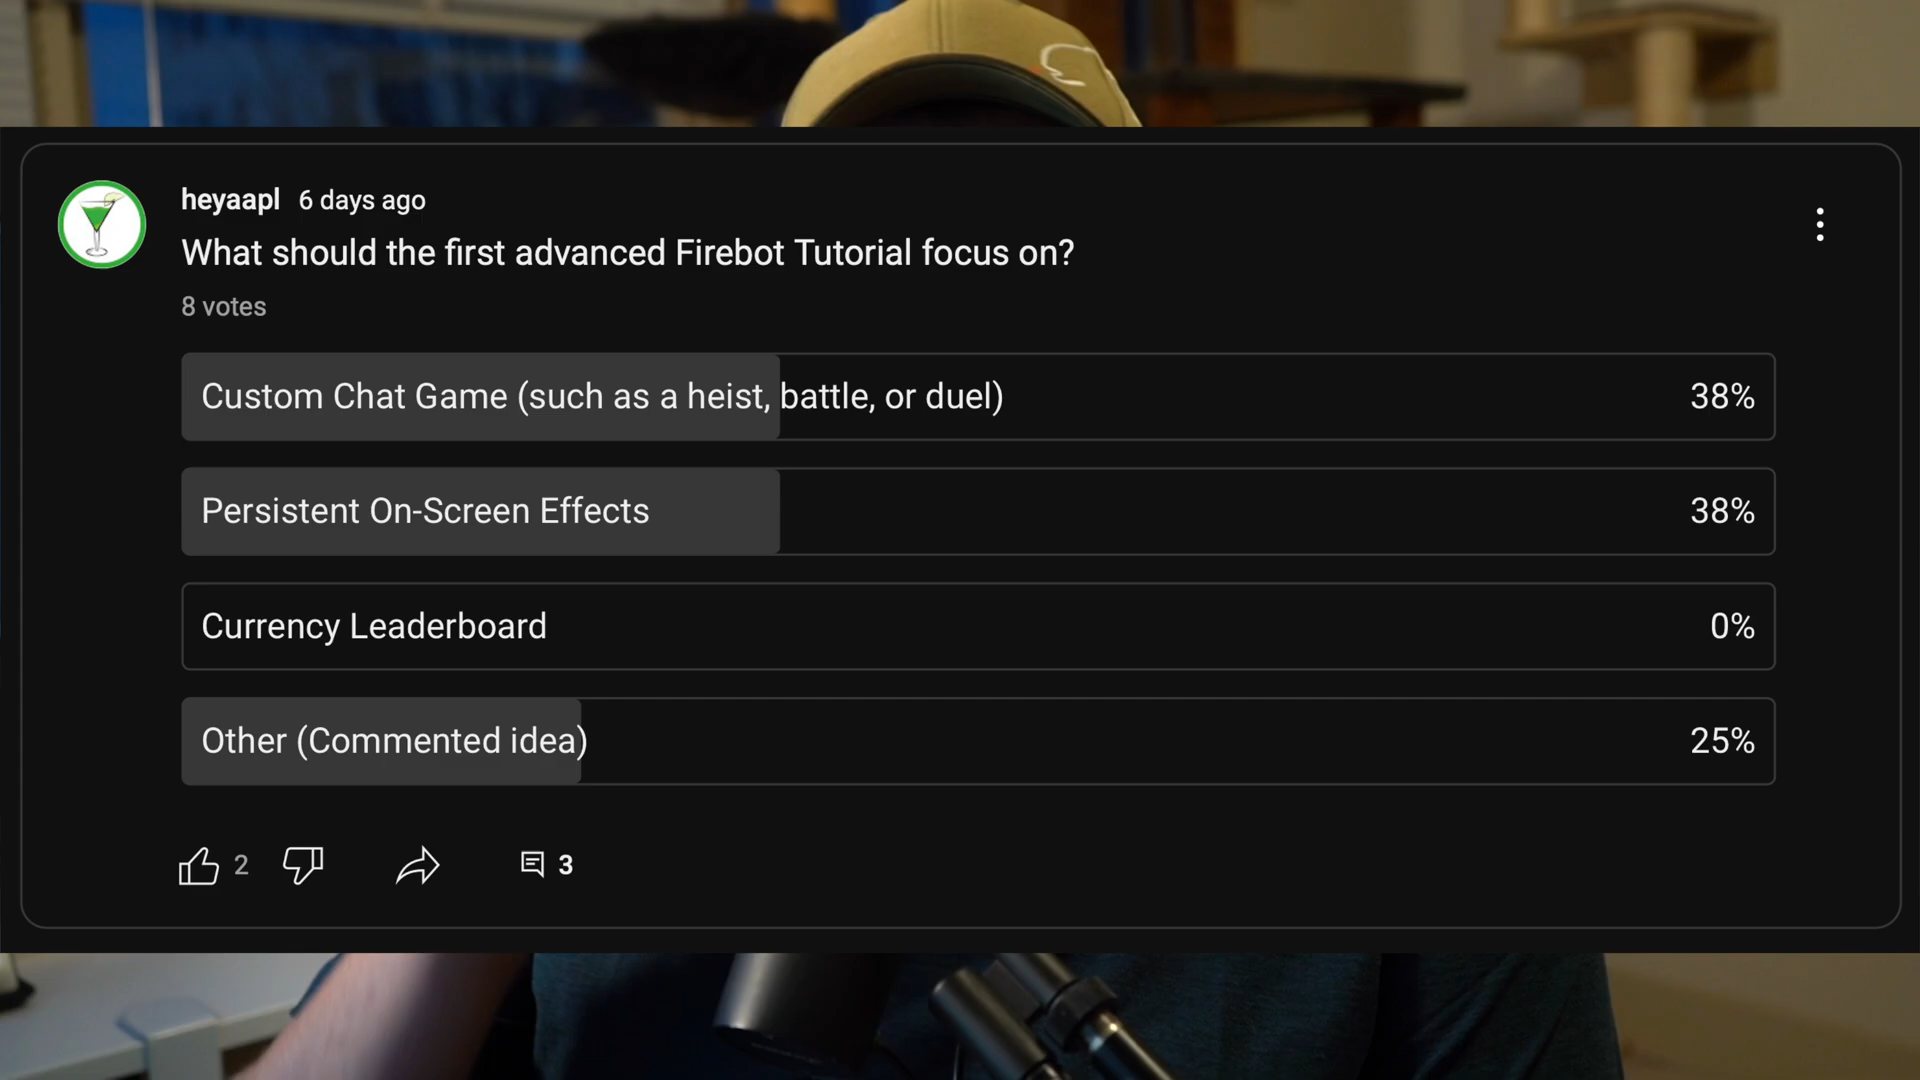 heyaapl 6 days ago
What should the first advanced Firebot Tutorial focus on?
8 votes
Custom Chat Game (such as a heist, battle, or duel) 38%
Persistent On-Screen Effects 38%
Currency Leaderboard 0%
Other (Commented idea) 25%
2 3